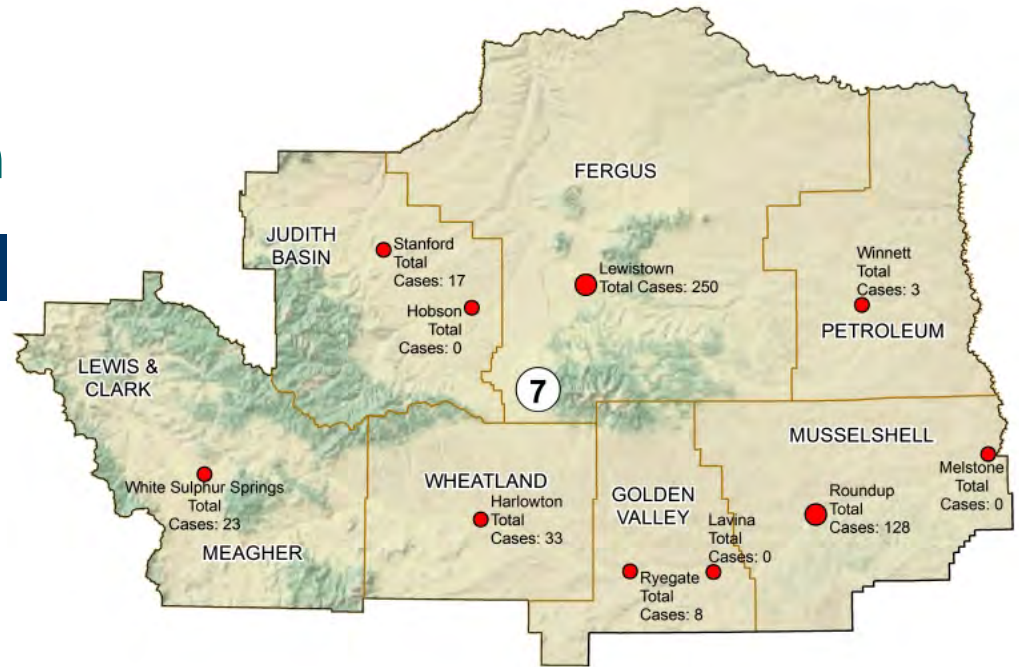 FERGUS
JUDITH
BASIN
Stanford
Total
Cases: 17
Hobson
Total
Cases: 0
Lewistown
Total Cases: 250
Winnett
Total
Cases: 3
PETROLEUM
LEWIS &
CLARK
7
White Sulphur Springs
Total
Cases: 23
MEAGHER
WHEATLAND
Harlowton
Total
Cases: 33
GOLDEN
VALLEY
Lavina
Total
Cases: 0
Ryegate
Total
Cases: 8
MUSSELSHELL
Roundup
Total
Cases: 128
Melstone
Total
Cases: 0